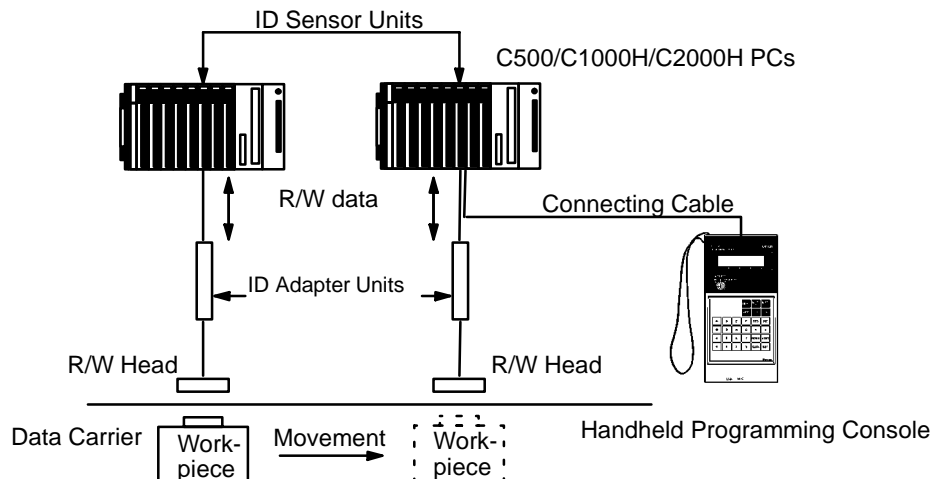 ID Sensor Units
C500/C1000H/C2000H PCs
R/W data
Connecting Cable
ID Adapter Units
R/W Head
R/W Head
Data Carrier
Work-
piece
Movement
Work-
piece
Handheld Programming Console